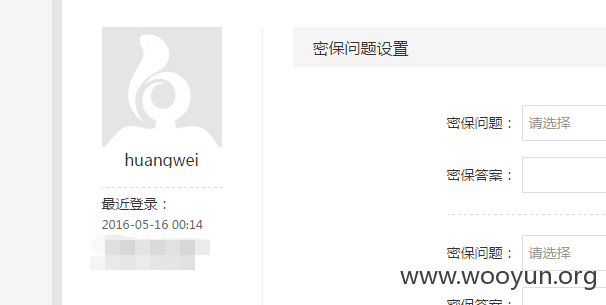 密保问题设置
huangwei
最近登录：
2016-05-16 00:14
密保问题：
请选择
密保答案：
密保问题：
请选择
www.wooyun.org
密保答案：